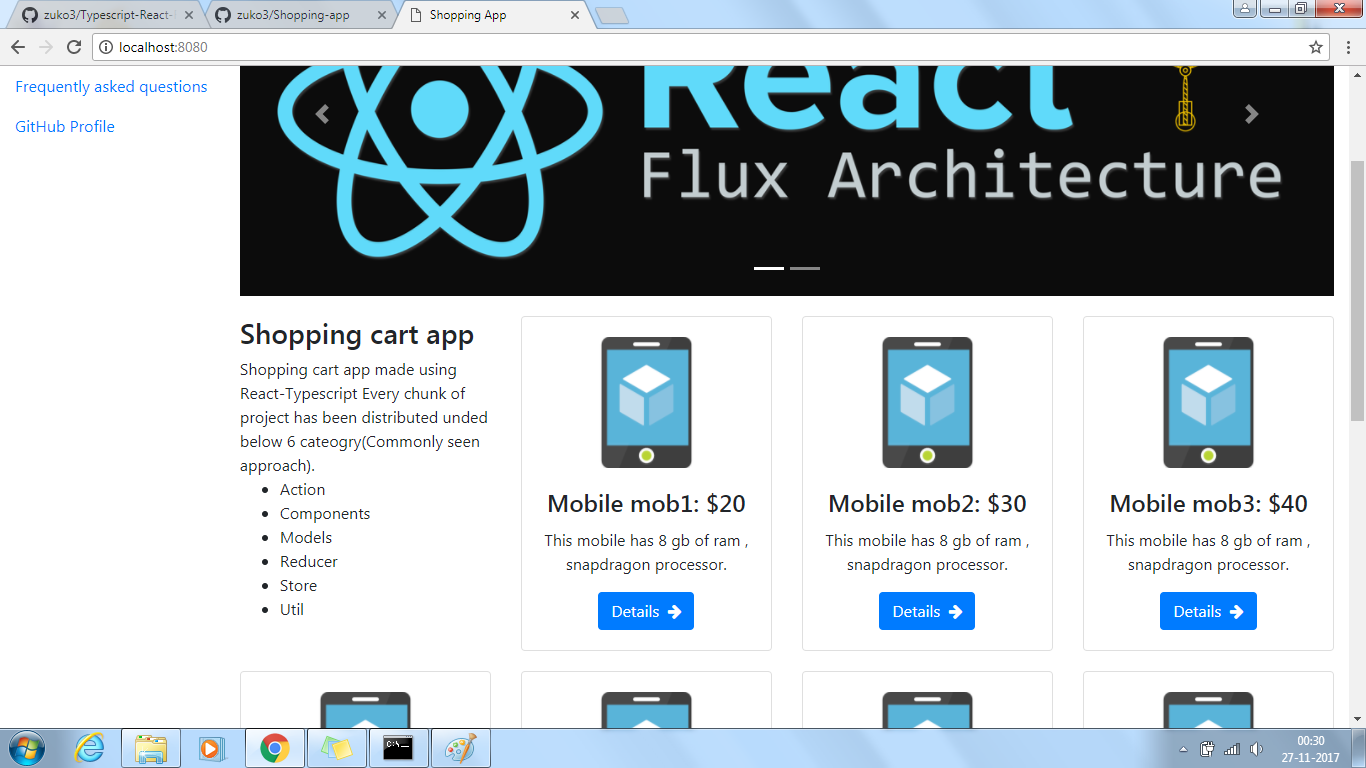 zuko3/Typescript-React-
zuko3/Shopping-app
Shopping App
localhost:8080
Frequently asked questions
GitHub Profile
React
Flux Architecture
Shopping cart app
Shopping cart app made using
React-Typescript Every chunk of
project has been distributed unded
below 6 cateogry(Commonly seen
approach).
Action
Components
Models
Reducer
Store
Util
Mobile mob1: $20
This mobile has 8 gb of ram ,
snapdragon processor.
Details
Mobile mob2: $30
This mobile has 8 gb of ram ,
snapdragon processor.
Details
Mobile mob3: $40
This mobile has 8 gb of ram ,
snapdragon processor.
Details
C:\
00:30
27-11-2017